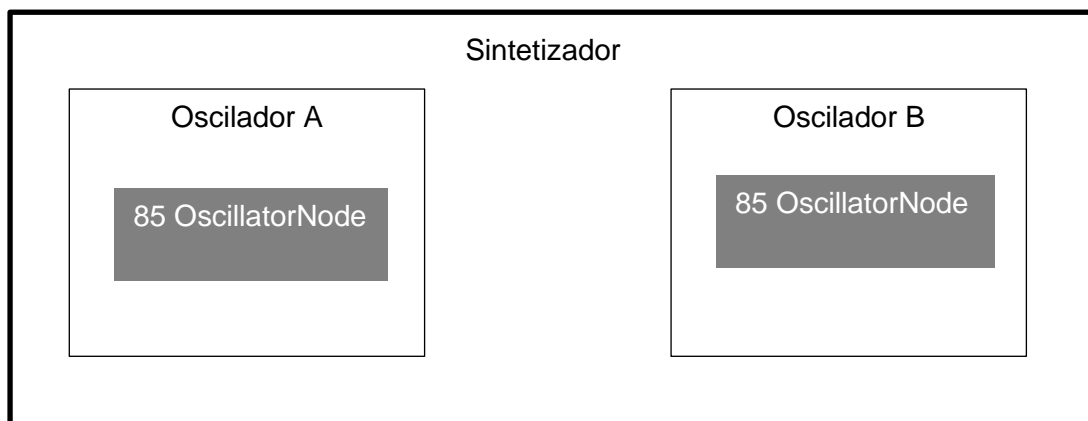 Sintetizador
Oscilador A
Oscilador B
85 OscillatorNode
85 OscillatorNode